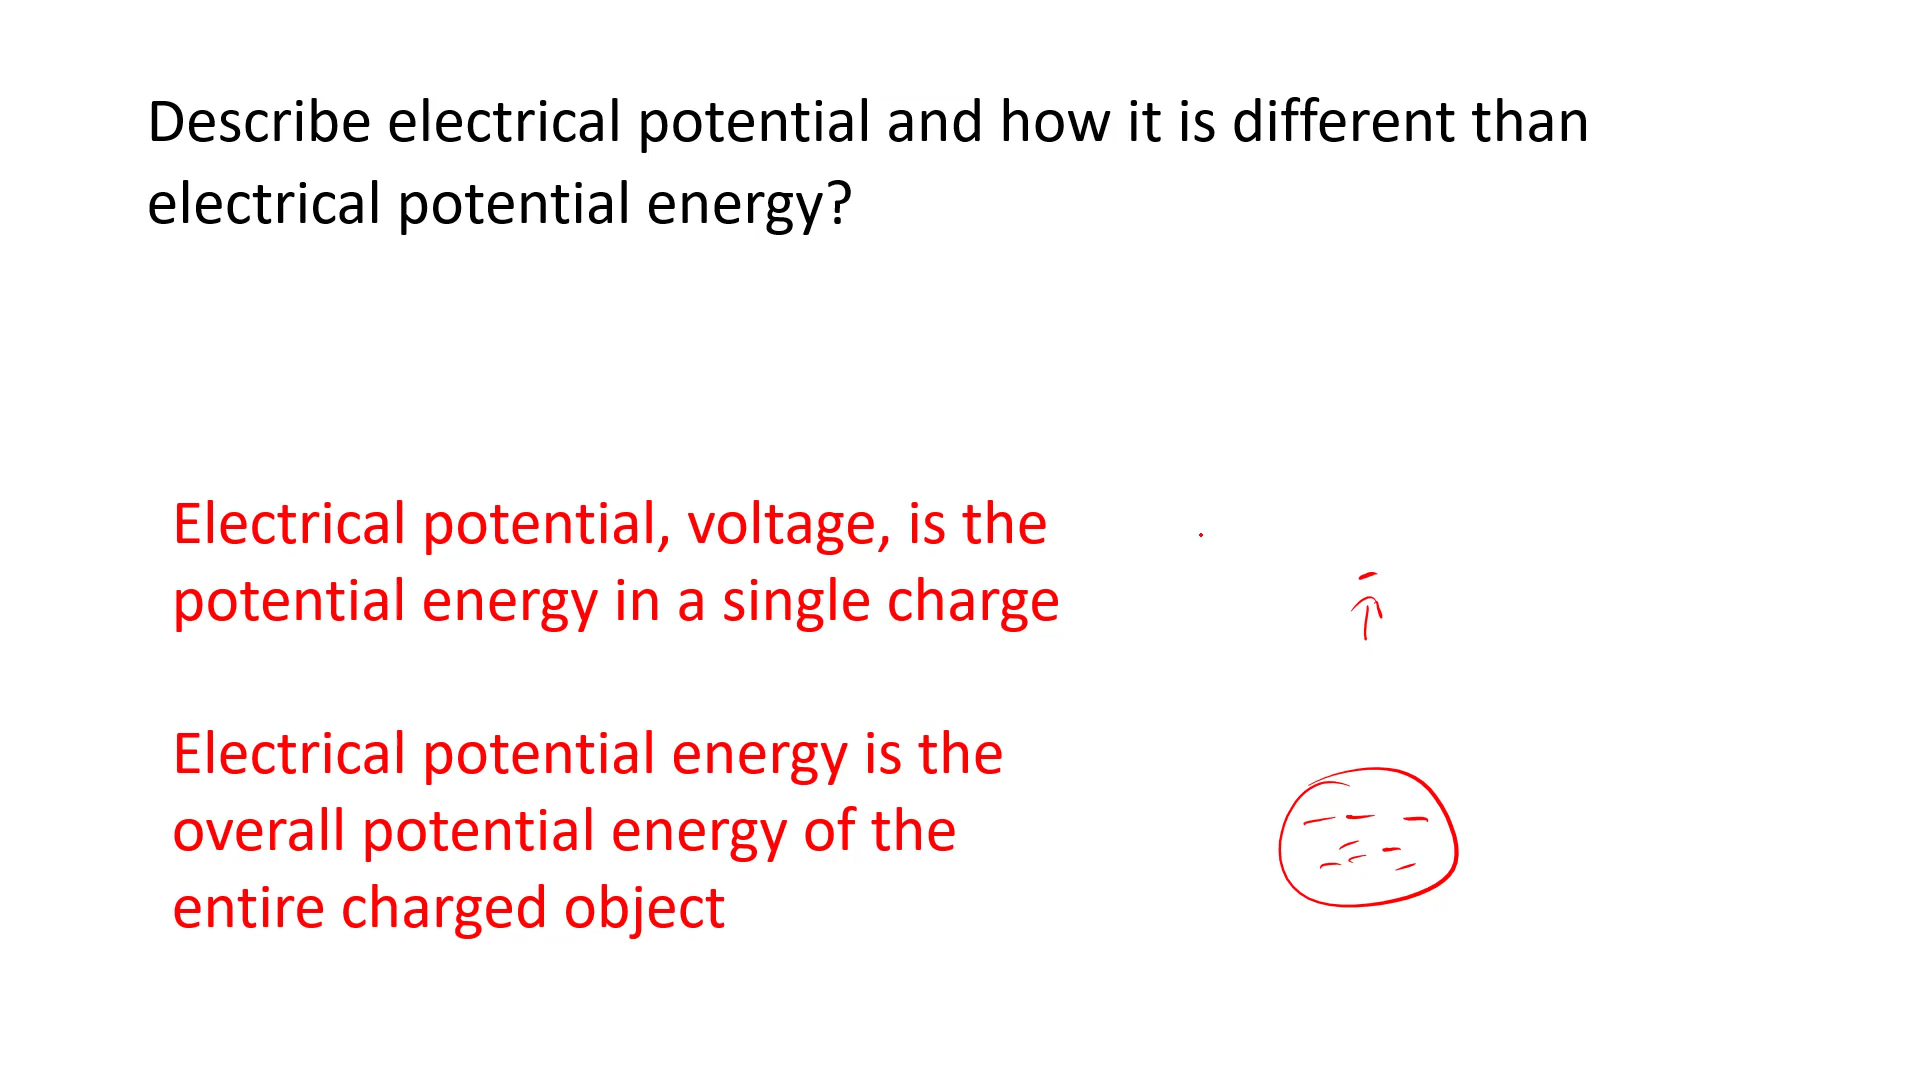 Describe electrical potential and how it is different than
electrical potential energy?
Electrical potential, voltage, is the
potential energy in a single charge
Electrical potential energy is the
overall potential energy of the
entire charged object